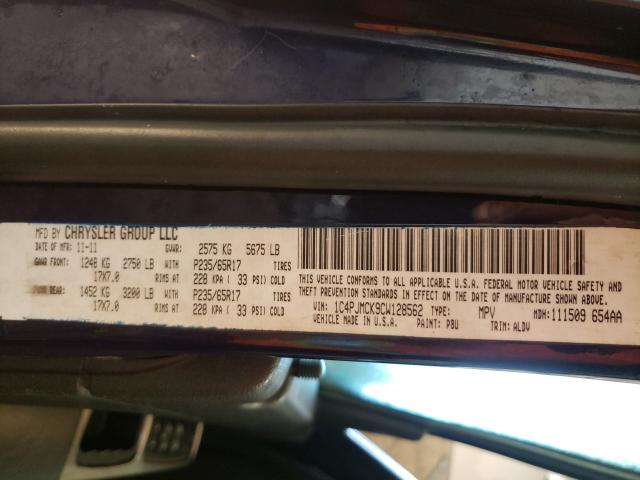 MFD BY CHRYSLER GROUP LLC
DATE OF MFR: 11-11 GVWR: 2575 KG 5675 LB
GAWR FRONT: 1248 KG 2750 LB WITH P235/65R17 TIRES
17X7.0 RIMS AT 228 KPA ( 33 PSI) COLD
REAR: 1452 KG 3200 LB WITH P235/65R17 TIRES
17X7.0 RIMS AT 228 KPA ( 33 PSI) COLD
THIS VEHICLE CONFORMS TO ALL APPLICABLE U.S.A. FEDERAL MOTOR VEHICLE SAFETY AND
THEFT PREVENTION STANDARDS IN EFFECT ON THE DATE OF MANUFACTURE SHOWN ABOVE.
VIN: 1C4PJMCK9CW128562 TYPE: MPV MDH: 111509 654AA
MADE IN U.S.A. PAINT: PBU TRIM: ALDV